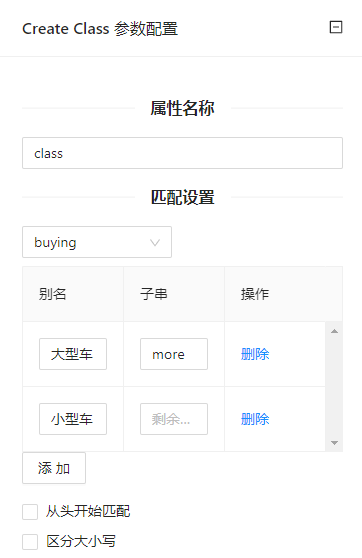 Create Class 参数配置
属性名称
class
匹配设置
buying
别名 子串 操作
大型车 more 删除
小型车 剩余... 删除
添 加
从头开始匹配
区分大小写